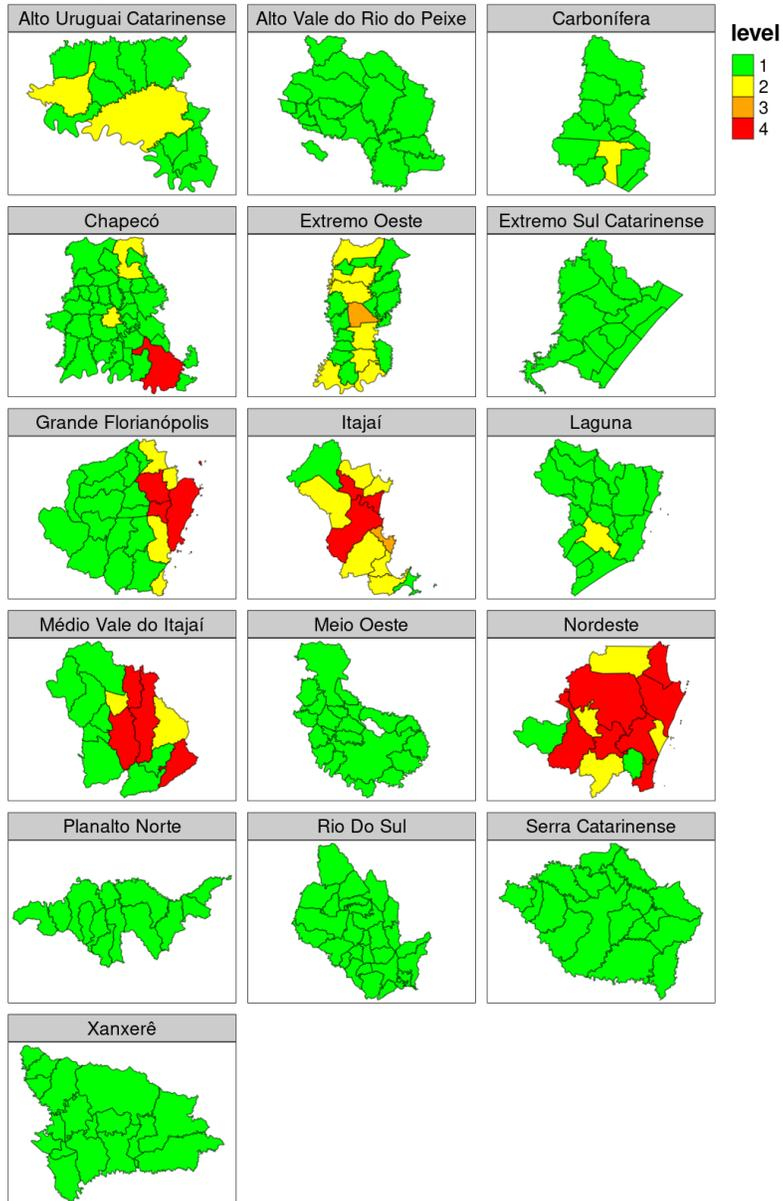 Alto Uruguai Catarinense
Alto Vale do Rio do Peixe
Carbonífera
level
1
2
3
4
Chapecó
Extremo Oeste
Extremo Sul Catarinense
Grande Florianópolis
Itajaí
Laguna
Médio Vale do Itajaí
Meio Oeste
Nordeste
Planalto Norte
Rio Do Sul
Serra Catarinense
Xanxerê